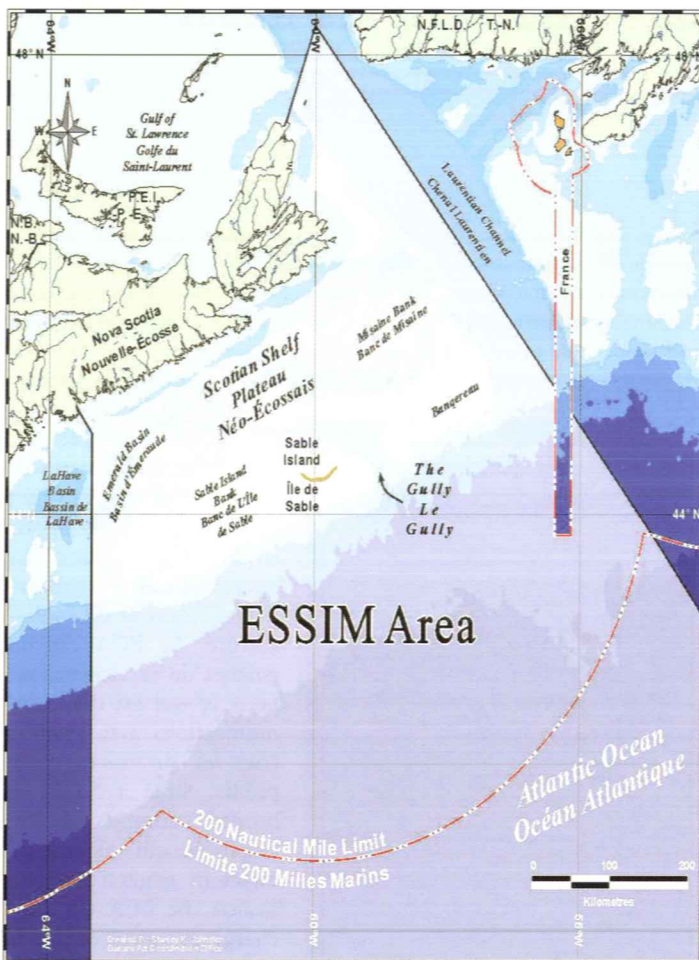 64°W
60°W
56°W
N.F.L.D. T.-N.
48° N
48° N
N
W
E
Gulf of
St. Lawrence
Golfe du
Saint-Laurent
P.E.I.
Î.-P.-É.
N.B.
N.-B.
Laurentian Channel
Chenal Laurentien
France
Nova Scotia
Nouvelle-Écosse
Misaine Bank
Banc de Misaine
Scotian Shelf
Plateau
Néo-Écossais
Banquereau
Emerald Basin
Bassin d'Émeraude
Sable
Island
Île de
Sable
The
Gully
Le
Gully
LaHave
Basin
Bassin de
LaHave
Sable Island
Bank
Banc de L'Île
de Sable
44° N
ESSIM Area
Atlantic Ocean
Océan Atlantique
200 Nautical Mile Limit
Limite 200 Milles Marins
0 100 200
Kilometres
64°W
60°W
56°W